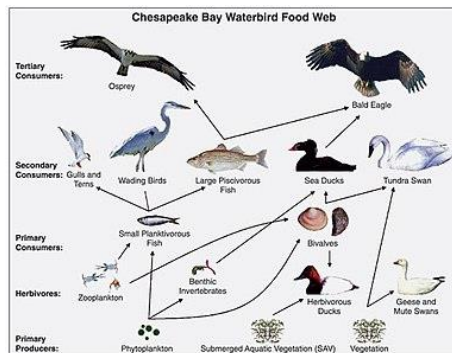 Chesapeake Bay Waterbird Food Web
Tertiary
Consumers:
Osprey
Bald Eagle
Secondary
Consumers:
Gulls and
Terns
Wading Birds
Large Piscivorous
Fish
Sea Ducks
Tundra Swan
Primary
Consumers:
Small Planktivorous
Fish
Bivalves
Herbivores:
Zooplankton
Benthic
Invertebrates
Herbivorous
Ducks
Geese and
Mute Swans
Primary
Producers:
Phytoplankton
Submerged Aquatic Vegetation (SAV)
Vegetation